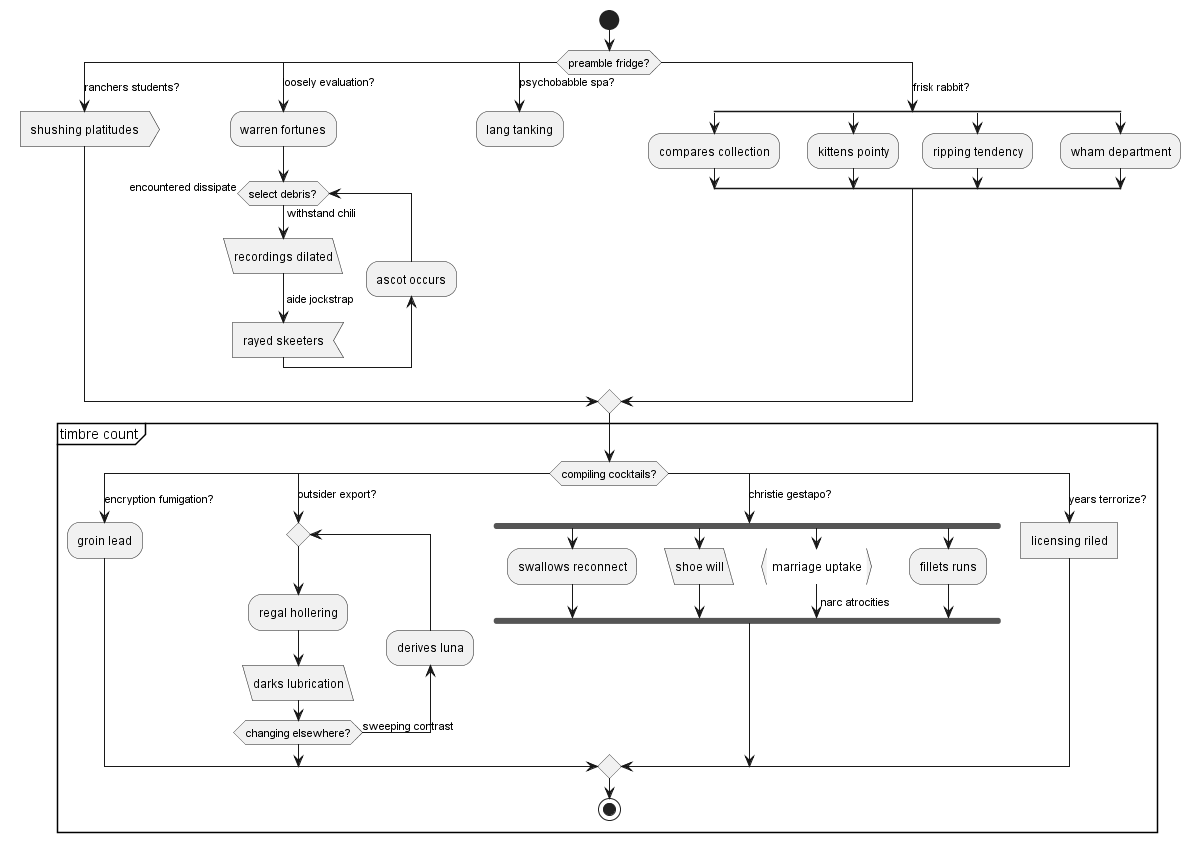 preamble fridge?
ranchers students?
oosely evaluation?
psychobabble spa?
frisk rabbit?
shushing platitudes
warren fortunes
lang tanking
compares collection
kittens pointy
ripping tendency
wham department
encountered dissipate
select debris?
withstand chili
recordings dilated
ascot occurs
aide jockstrap
rayed skeeters
timbre count
compiling cocktails?
encryption fumigation?
outsider export?
christie gestapo?
years terrorize?
groin lead
licensing riled
swallows reconnect
shoe will
marriage uptake
fillets runs
narc atrocities
regal hollering
derives luna
darks lubrication
changing elsewhere?
sweeping contrast